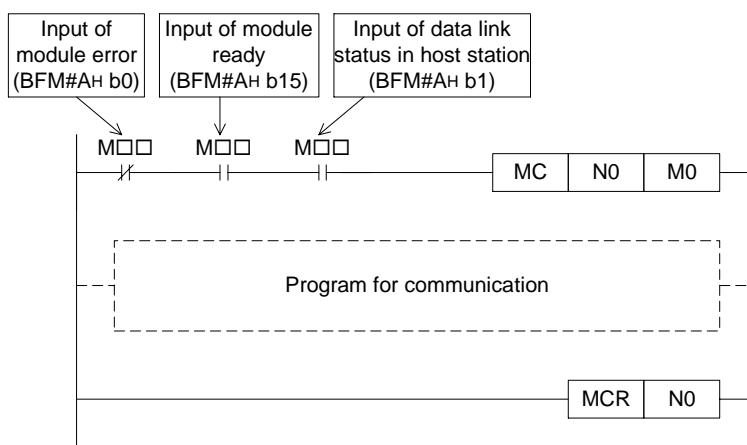 Input of
module error
(BFM#AH b0)
Input of module
ready
(BFM#AH b15)
Input of data link
status in host station
(BFM#AH b1)
M□□ M□□ M□□
MC N0 M0
Program for communication
MCR N0